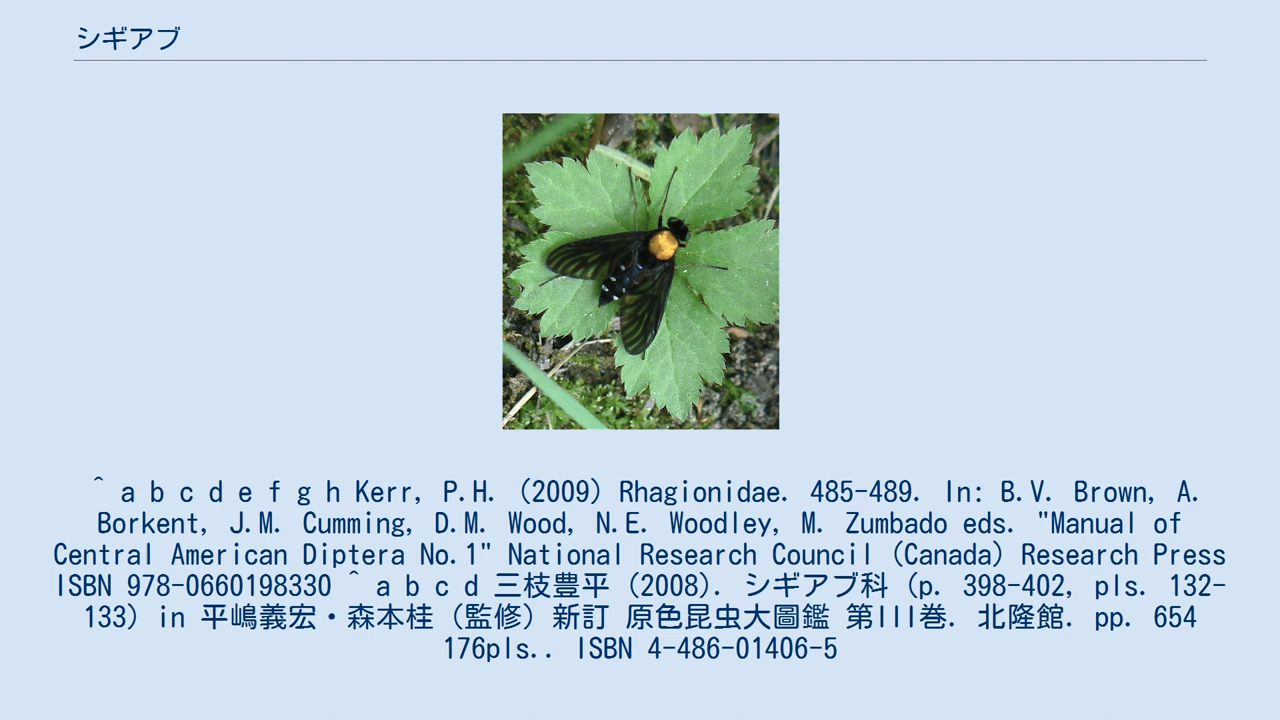 シギアブ
^ a b c d e f g h Kerr, P.H. (2009) Rhagionidae. 485-489. In: B.V. Brown, A.
Borkent, J.M. Cumming, D.M. Wood, N.E. Woodley, M. Zumbado eds. "Manual of
Central American Diptera No.1" National Research Council (Canada) Research Press
ISBN 978-0660198330 ^ a b c d 三枝豊平 (2008). シギアブ科 (p. 398-402, pls. 132-
133) in 平嶋義宏・森本桂 (監修) 新訂 原色昆虫大圖鑑 第III巻. 北隆館. pp. 654
176pls.. ISBN 4-486-01406-5